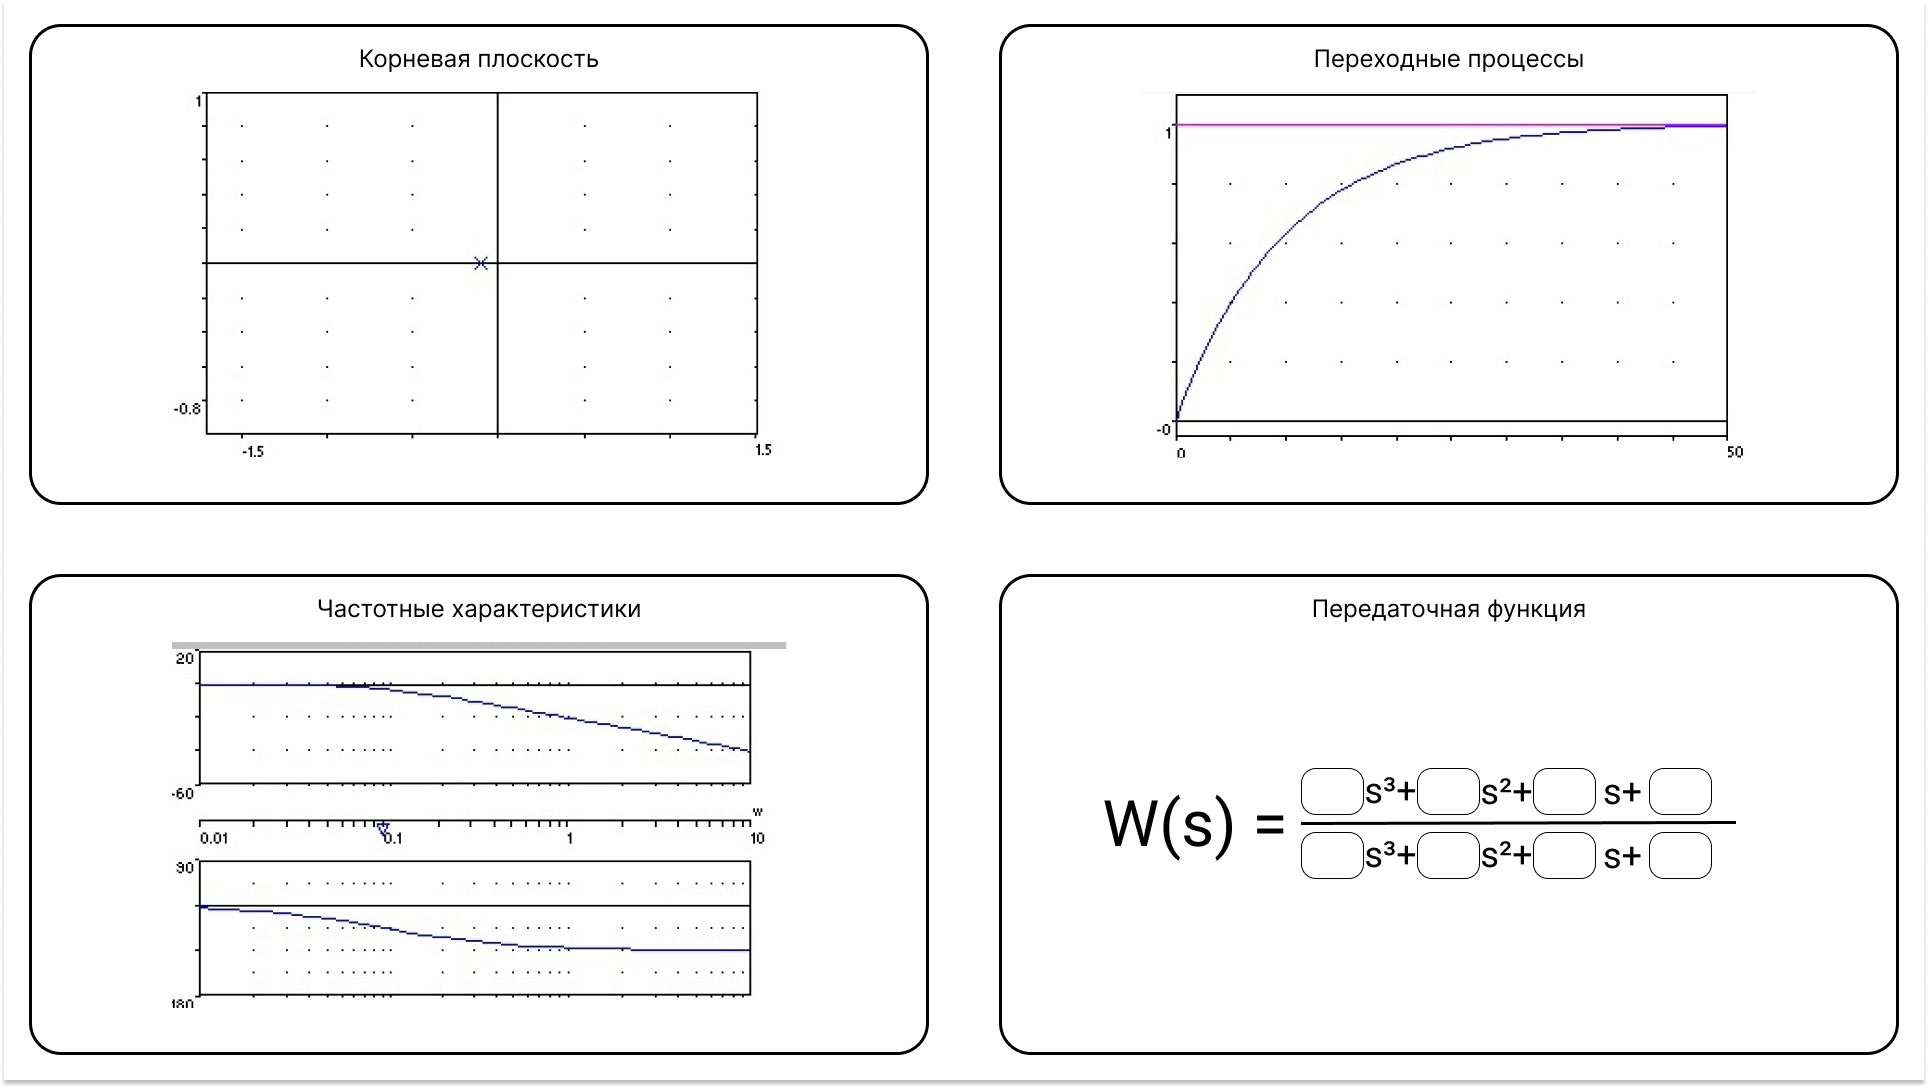 Корневая плоскость
1
-0.8
-1.5
1.5
Переходные процессы
1
-0
0
50
Частотные характеристики
20
-60
w
0.01
0.1
1
10
90
180
Передаточная функция
W(s) =
s³+ s²+ s+
s³+ s²+ s+